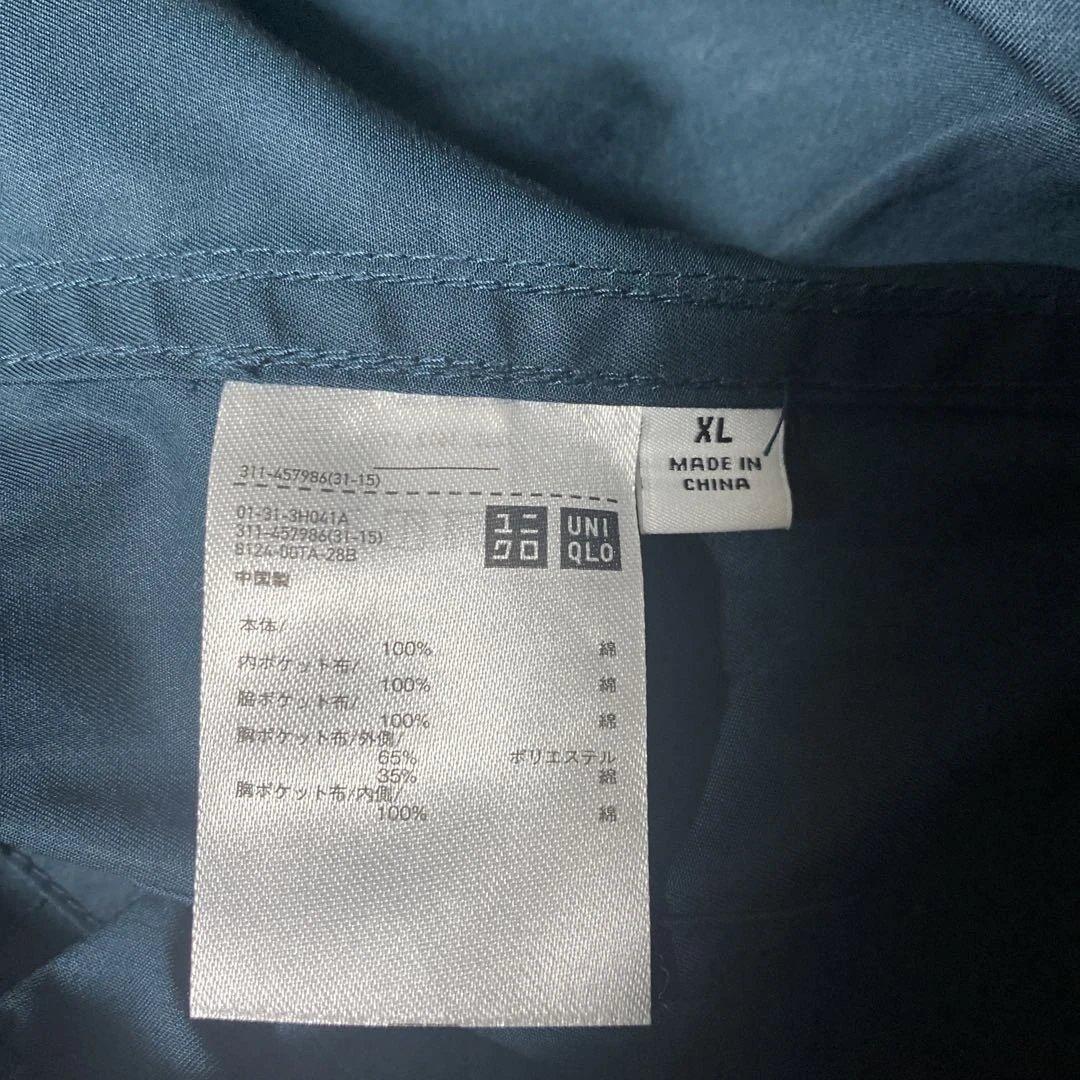 311-457986(31-15)
01-31-3H041A
311-457986(31-15)
8124-00TA-28B
中国製
ユニ
クロ
UNI
QLO
XL
MADE IN
CHINA
本体/
100% 綿
内ポケット布/
100% 綿
脇ポケット布/
100% 綿
胸ポケット布/外側/
65% ポリエステル
35% 綿
胸ポケット布/内側/
100% 綿